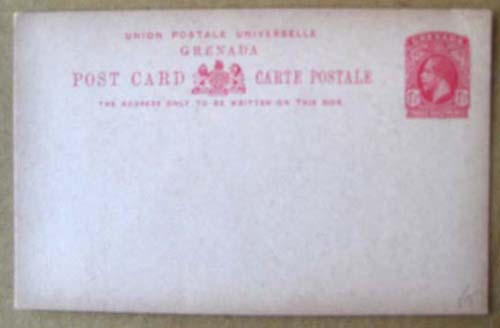 UNION POSTALE UNIVERSELLE
GRENADA
POST CARD CARTE POSTALE
THE ADDRESS ONLY TO BE WRITTEN ON THIS SIDE.
GRENADA